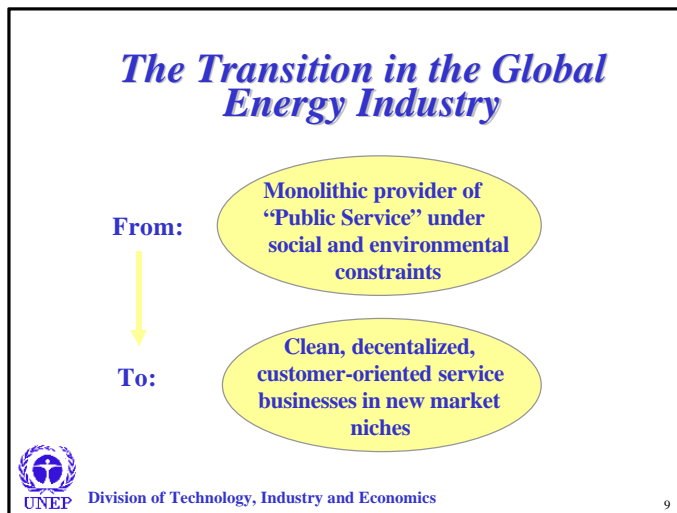 The Transition in the Global
Energy Industry
From:
Monolithic provider of
“Public Service” under
social and environmental
constraints
To:
Clean, decentalized,
customer-oriented service
businesses in new market
niches
UNEP
Division of Technology, Industry and Economics
9